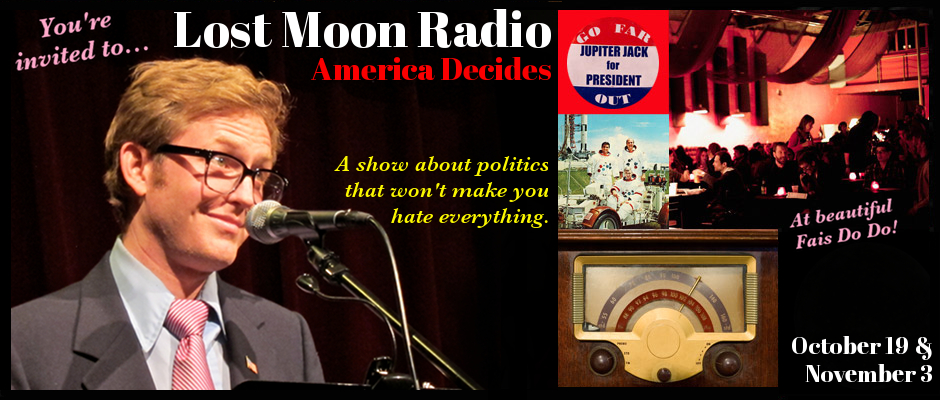 You're
invited to...
Lost Moon Radio
America Decides
A show about politics
that won't make you
hate everything.
GO FAR
JUPITER JACK
for
PRESIDENT
OUT
At beautiful
Fais Do Do!
October 19 &
November 3